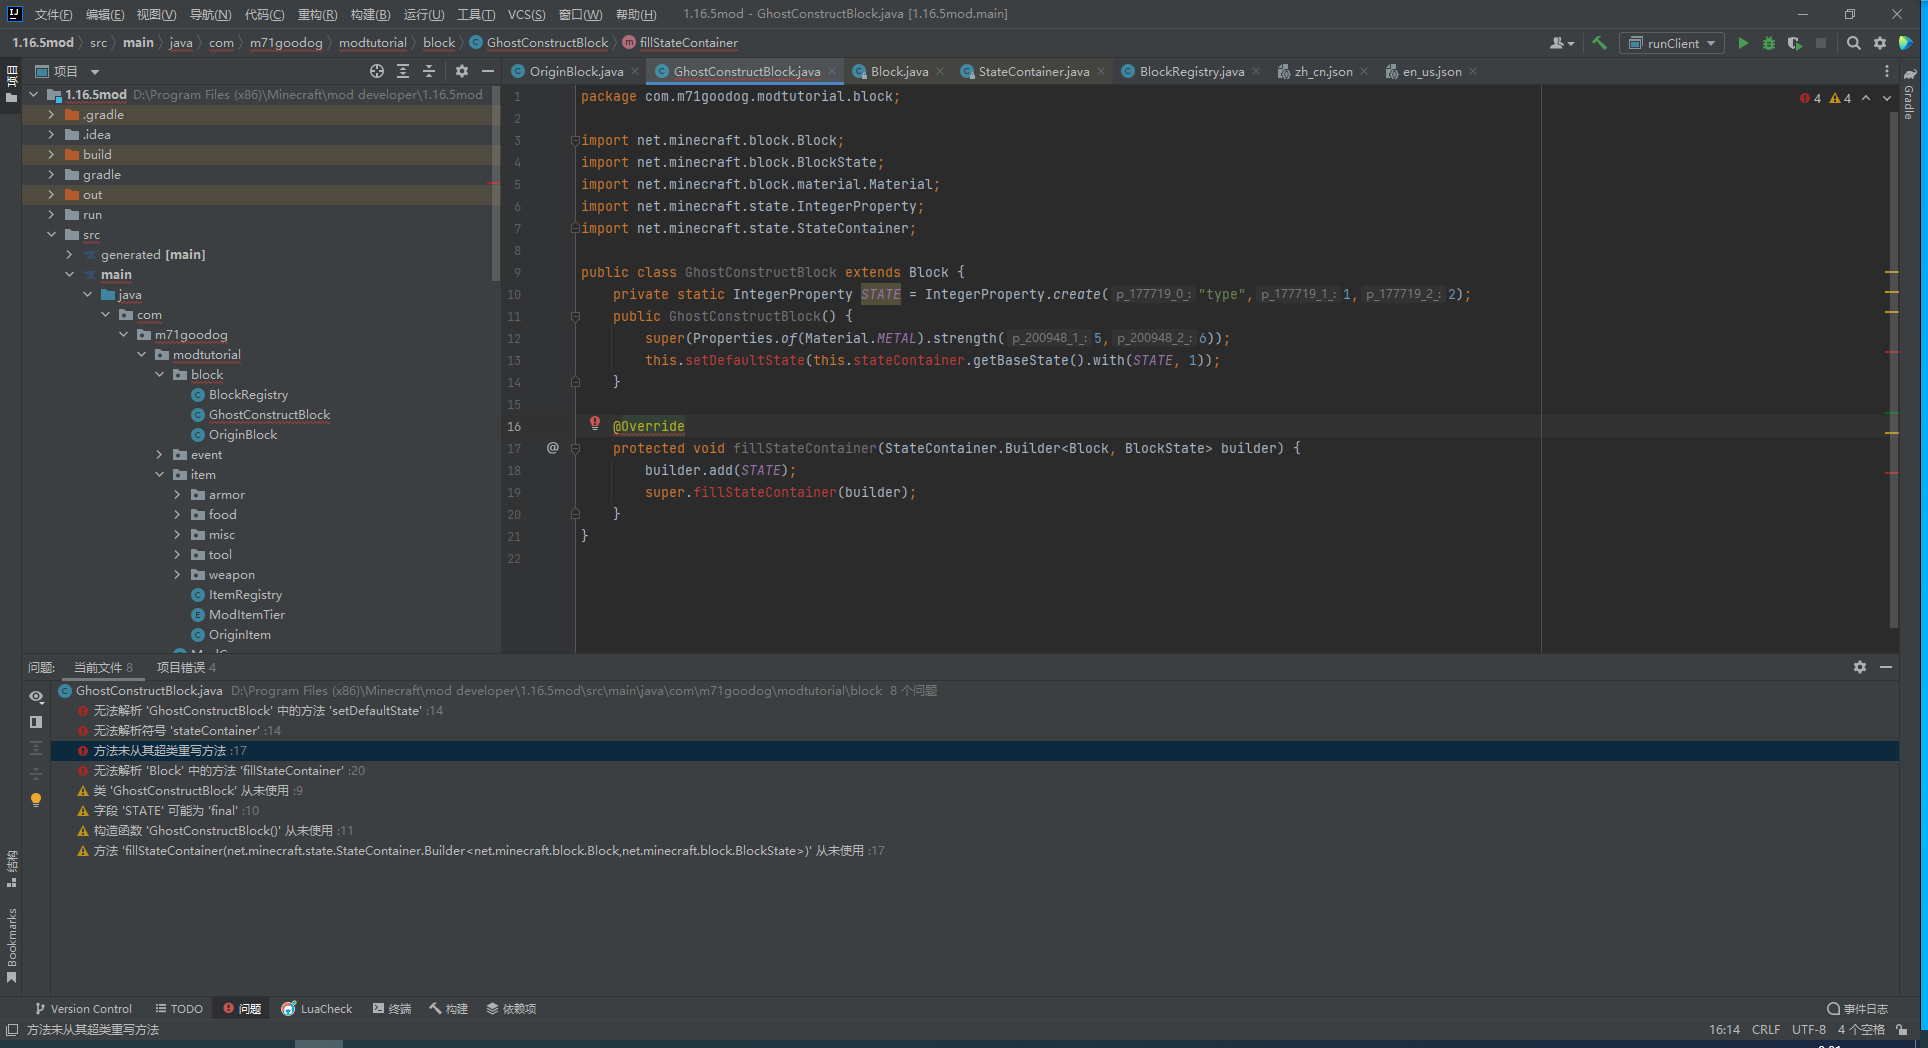 文件(F) 编辑(E) 视图(V) 导航(N) 代码(C) 重构(R) 构建(B) 运行(U) 工具(T) VCS(S) 窗口(W) 帮助(H) 1.16.5mod - GhostConstructBlock.java [1.16.5mod.main]
1.16.5mod src main java com m71goodog modtutorial block GhostConstructBlock fillStateContainer runClient
项目
项目
OriginBlock.java GhostConstructBlock.java Block.java StateContainer.java BlockRegistry.java zh_cn.json en_us.json
Gradle
1.16.5mod D:\Program Files (x86)\Minecraft\mod developer\1.16.5mod
.gradle
.idea
build
gradle
out
run
src
generated [main]
main
java
com
m71goodog
modtutorial
block
BlockRegistry
GhostConstructBlock
OriginBlock
event
item
armor
food
misc
tool
weapon
ItemRegistry
ModItemTier
OriginItem
4 4
1 package com.m71goodog.modtutorial.block;
2
3 import net.minecraft.block.Block;
4 import net.minecraft.block.BlockState;
5 import net.minecraft.block.material.Material;
6 import net.minecraft.state.IntegerProperty;
7 import net.minecraft.state.StateContainer;
8
9 public class GhostConstructBlock extends Block {
10 private static IntegerProperty STATE = IntegerProperty.create( p_177719_0_: "type", p_177719_1_: 1, p_177719_2_: 2);
11 public GhostConstructBlock() {
12 super(Properties.of(Material.METAL).strength( p_200948_1_: 5, p_200948_2_: 6));
13 this.setDefaultState(this.stateContainer.getBaseState().with(STATE, 1));
14 }
15
16 @Override
17 @ protected void fillStateContainer(StateContainer.Builder<Block, BlockState> builder) {
18 builder.add(STATE);
19 super.fillStateContainer(builder);
20 }
21 }
22
问题: 当前文件 8 项目错误 4
GhostConstructBlock.java D:\Program Files (x86)\Minecraft\mod developer\1.16.5mod\src\main\java\com\m71goodog\modtutorial\block 8 个问题
无法解析 'GhostConstructBlock' 中的方法 'setDefaultState' :14
无法解析符号 'stateContainer' :14
方法未从其超类重写方法 :17
无法解析 'Block' 中的方法 'fillStateContainer' :20
类 'GhostConstructBlock' 从未使用 :9
字段 'STATE' 可能为 'final' :10
构造函数 'GhostConstructBlock()' 从未使用 :11
方法 'fillStateContainer(net.minecraft.state.StateContainer.Builder<net.minecraft.block.Block,net.minecraft.block.BlockState>)' 从未使用 :17
结构
Bookmarks
Version Control TODO 问题 LuaCheck 终端 构建 依赖项 事件日志
方法未从其超类重写方法 16:14 CRLF UTF-8 4 个空格